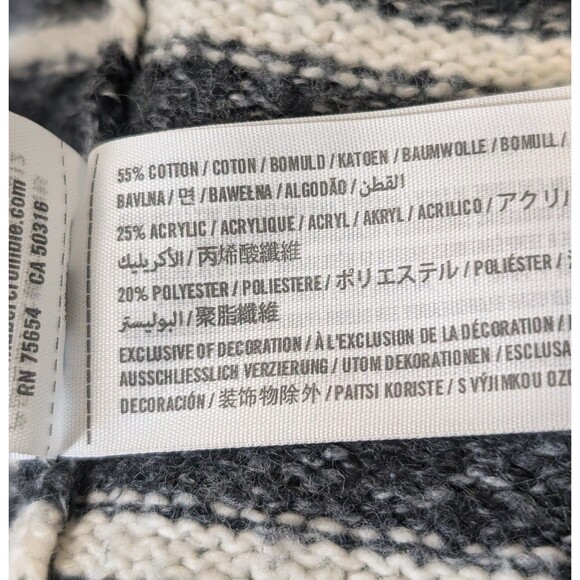 55% COTTON / COTON / BOMULD / KATOEN / BAUMWOLLE / BOMULL /
BAVLNA / 면 / BAWEŁNA / ALGODÃO / القطن
25% ACRYLIC / ACRYLIQUE / ACRYL / AKRYL / ACRILICO / アクリ
الأكريليك / 丙烯酸纖維
20% POLYESTER / POLIESTERE / ポリエステル / POLIÉSTER /
البوليستر / 聚脂纖維
EXCLUSIVE OF DECORATION / À L'EXCLUSION DE LA DÉCORATION /
AUSSCHLIESSLICH VERZIERUNG / UTOM DEKORATIONEN / ESCLUSA
DECORACIÓN / 装饰物除外 / PAITSI KORISTE / S VÝJIMKOU OZD
RN 75654 CA 50316